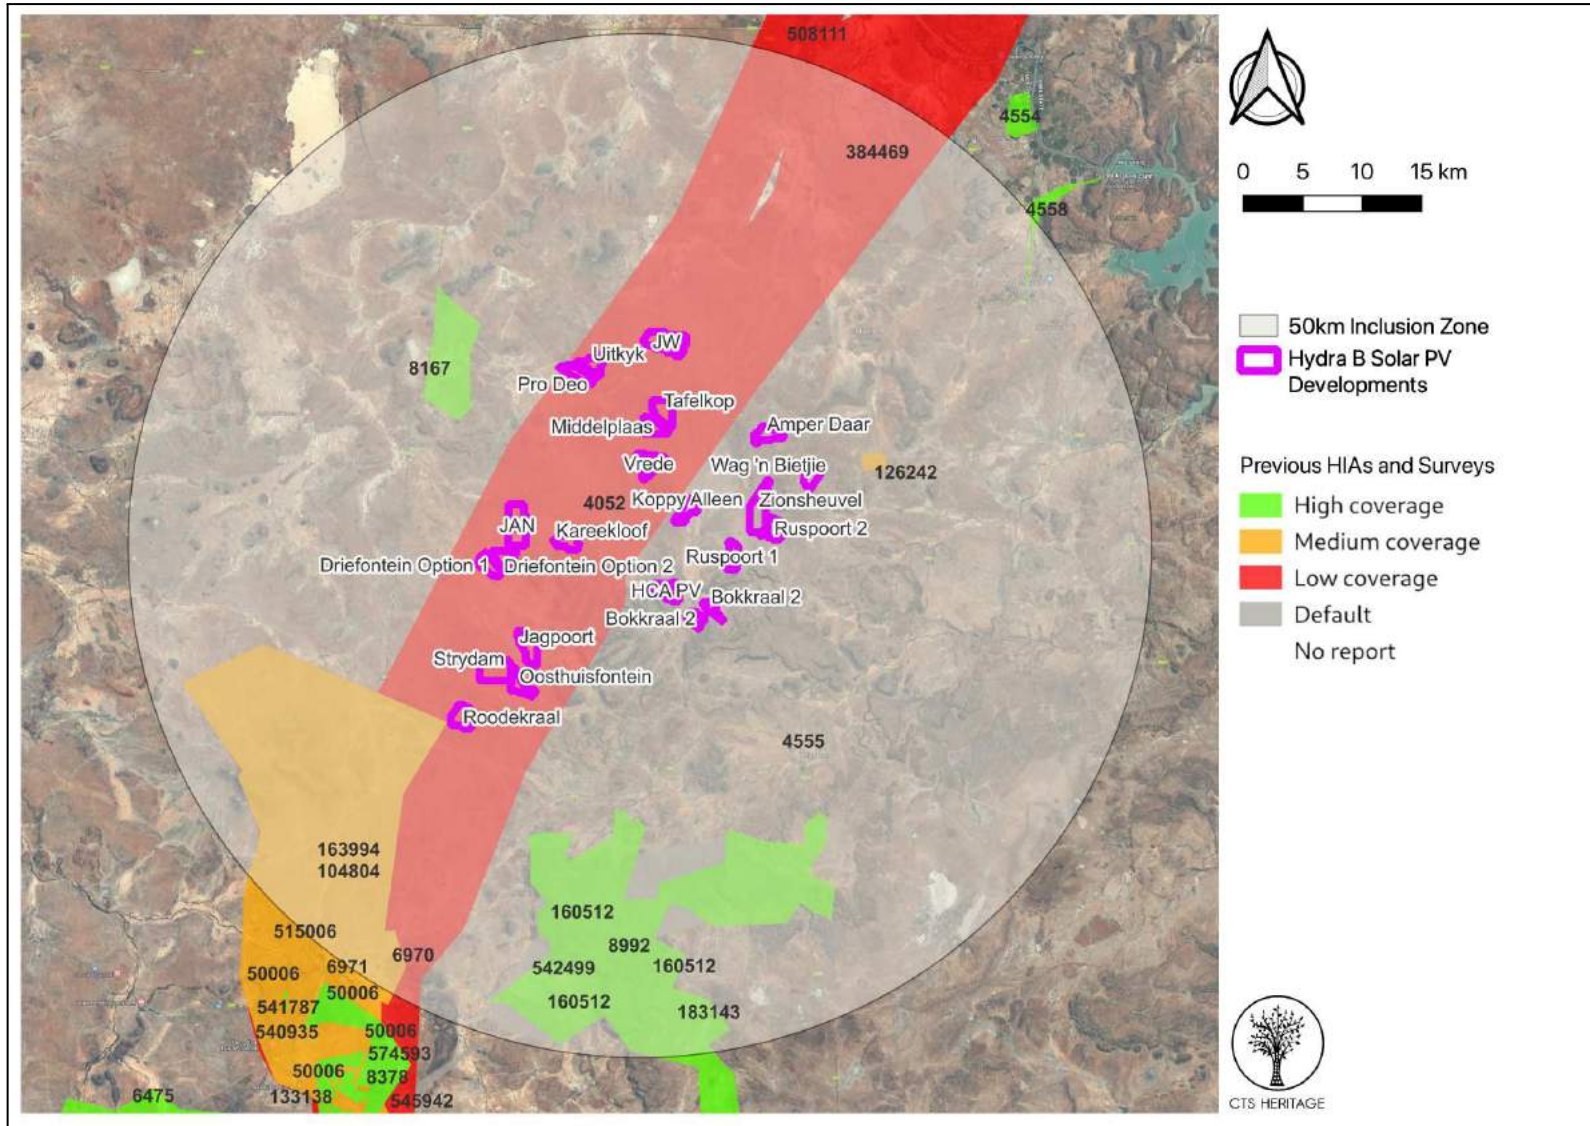 508111
4554
384469
4558
8167
JW
Uitkyk
Pro Deo
Tafelkop
Middelplaas
Amper Daar
Vrede
Wag 'n Bietjie
126242
4052
Koppy Alleen
Zionsheuvel
JAN
Kareekloof
Ruspoort 2
Driefontein Option 1
Driefontein Option 2
Ruspoort 1
HCA PV
Bokkraal 2
Bokkraal 2
Jagpoort
Strydam
Oosthuisfontein
Roodekraal
4555
163994
104804
160512
515006
8992
6970
50006
6971
542499
160512
50006
541787
160512
183143
540935
50006
574593
50006
8378
6475
133138
545942
0 5 10 15 km
50km Inclusion Zone
Hydra B Solar PV
Developments
Previous HIAs and Surveys
High coverage
Medium coverage
Low coverage
Default
No report
CTS HERITAGE